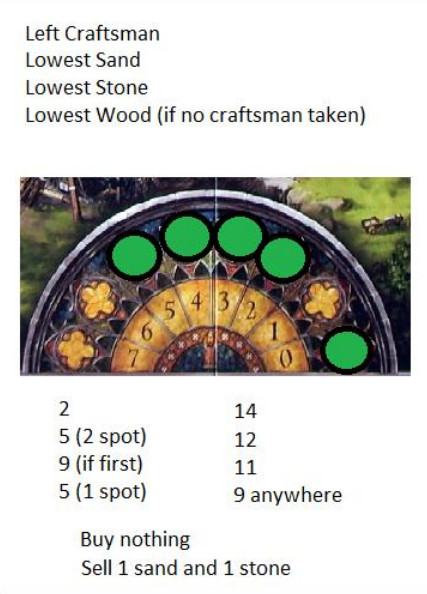 Left Craftsman
Lowest Sand
Lowest Stone
Lowest Wood (if no craftsman taken)
7 6 5 4 3 2 1 0
2
5 (2 spot)
9 (if first)
5 (1 spot)
14
12
11
9 anywhere
Buy nothing
Sell 1 sand and 1 stone